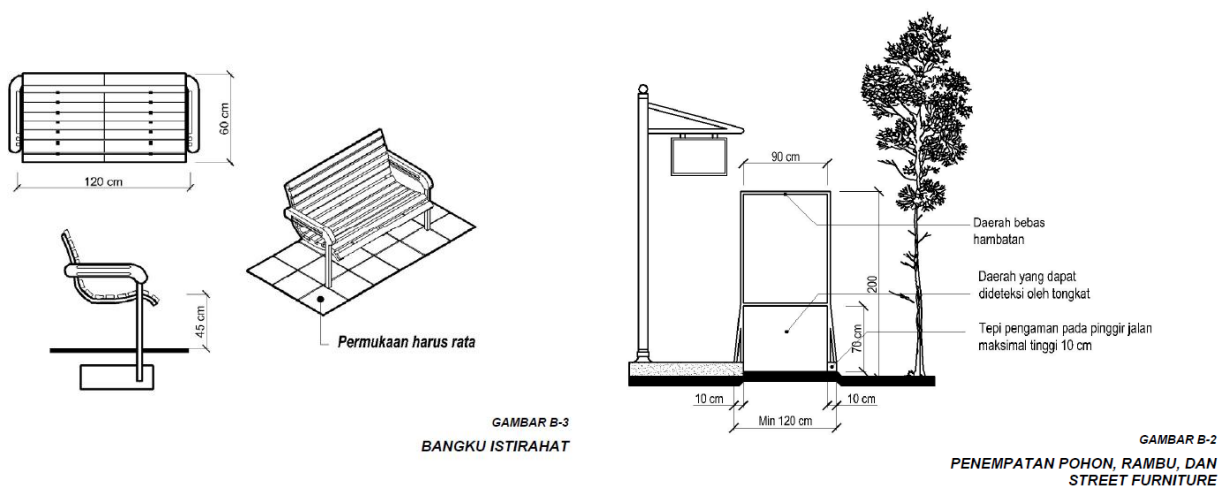 60 cm
120 cm
45 cm
Permukaan harus rata
GAMBAR B-3
BANGKU ISTIRAHAT
90 cm
Daerah bebas
hambatan
200
Daerah yang dapat
dideteksi oleh tongkat
70 cm
Tepi pengaman pada pinggir jalan
maksimal tinggi 10 cm
10 cm
10 cm
Min 120 cm
GAMBAR B-2
PENEMPATAN POHON, RAMBU, DAN
STREET FURNITURE